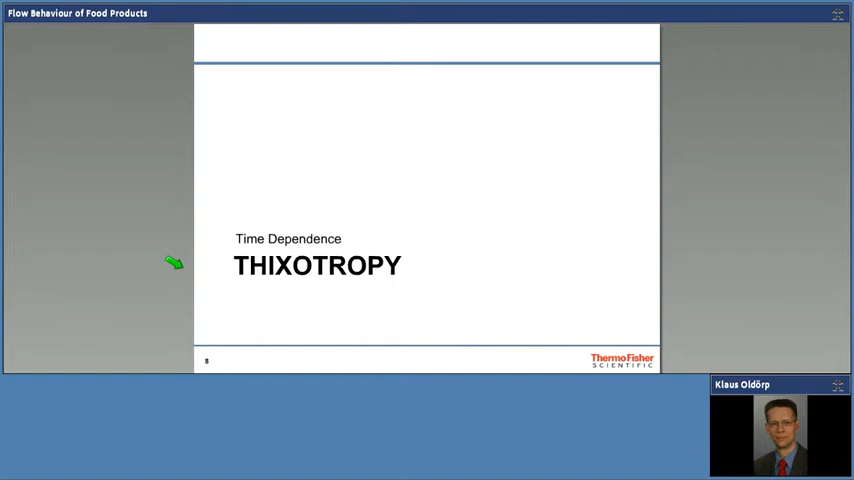 Flow Behaviour of Food Products
Time Dependence
THIXOTROPY
8
ThermoFisher
SCIENTIFIC
Klaus Oldörp